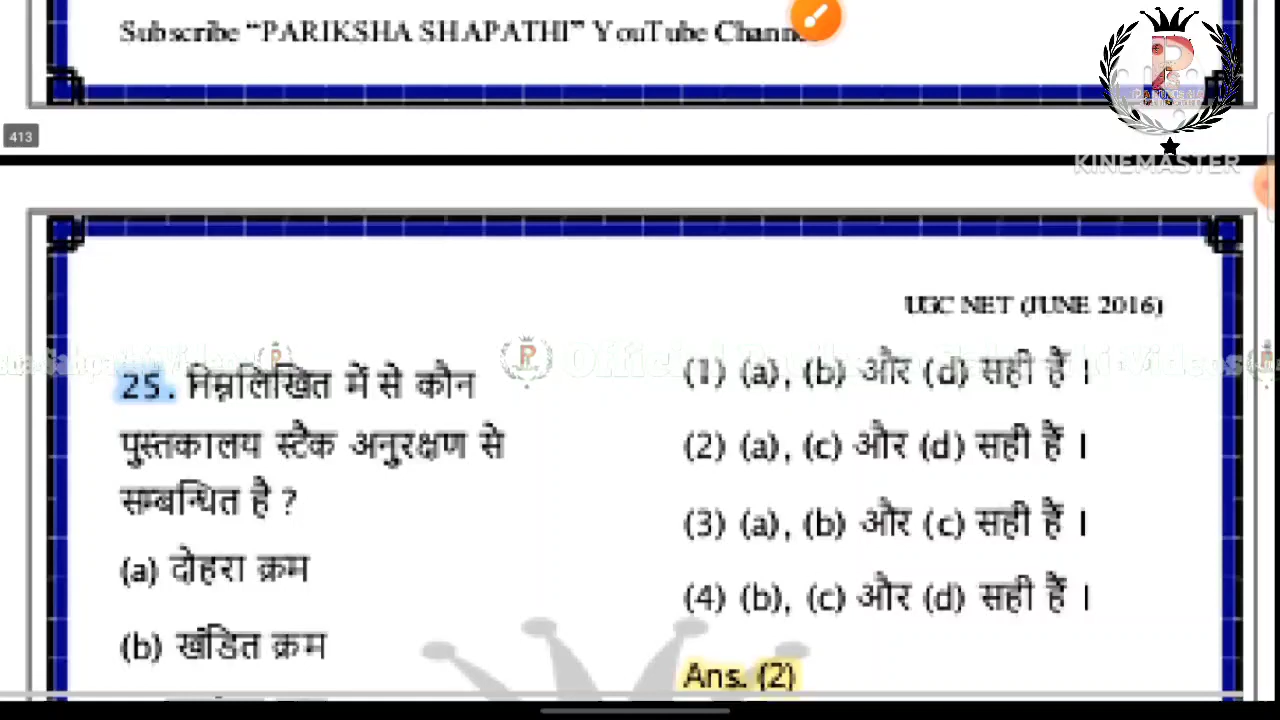 Subscribe “PARIKSHA SHAPATHI” YouTube
413
KINEMASTER
UGC NET (JUNE 2016)
25. निम्नलिखित में से कौन
पुस्तकालय स्टैक अनुरक्षण से
सम्बन्धित है ?
(a) दोहरा क्रम
(b) खंडित क्रम
(1) (a), (b) और (d) सही हैं ।
(2) (a), (c) और (d) सही हैं ।
(3) (a), (b) और (c) सही हैं ।
(4) (b), (c) और (d) सही हैं ।
Ans. (2)